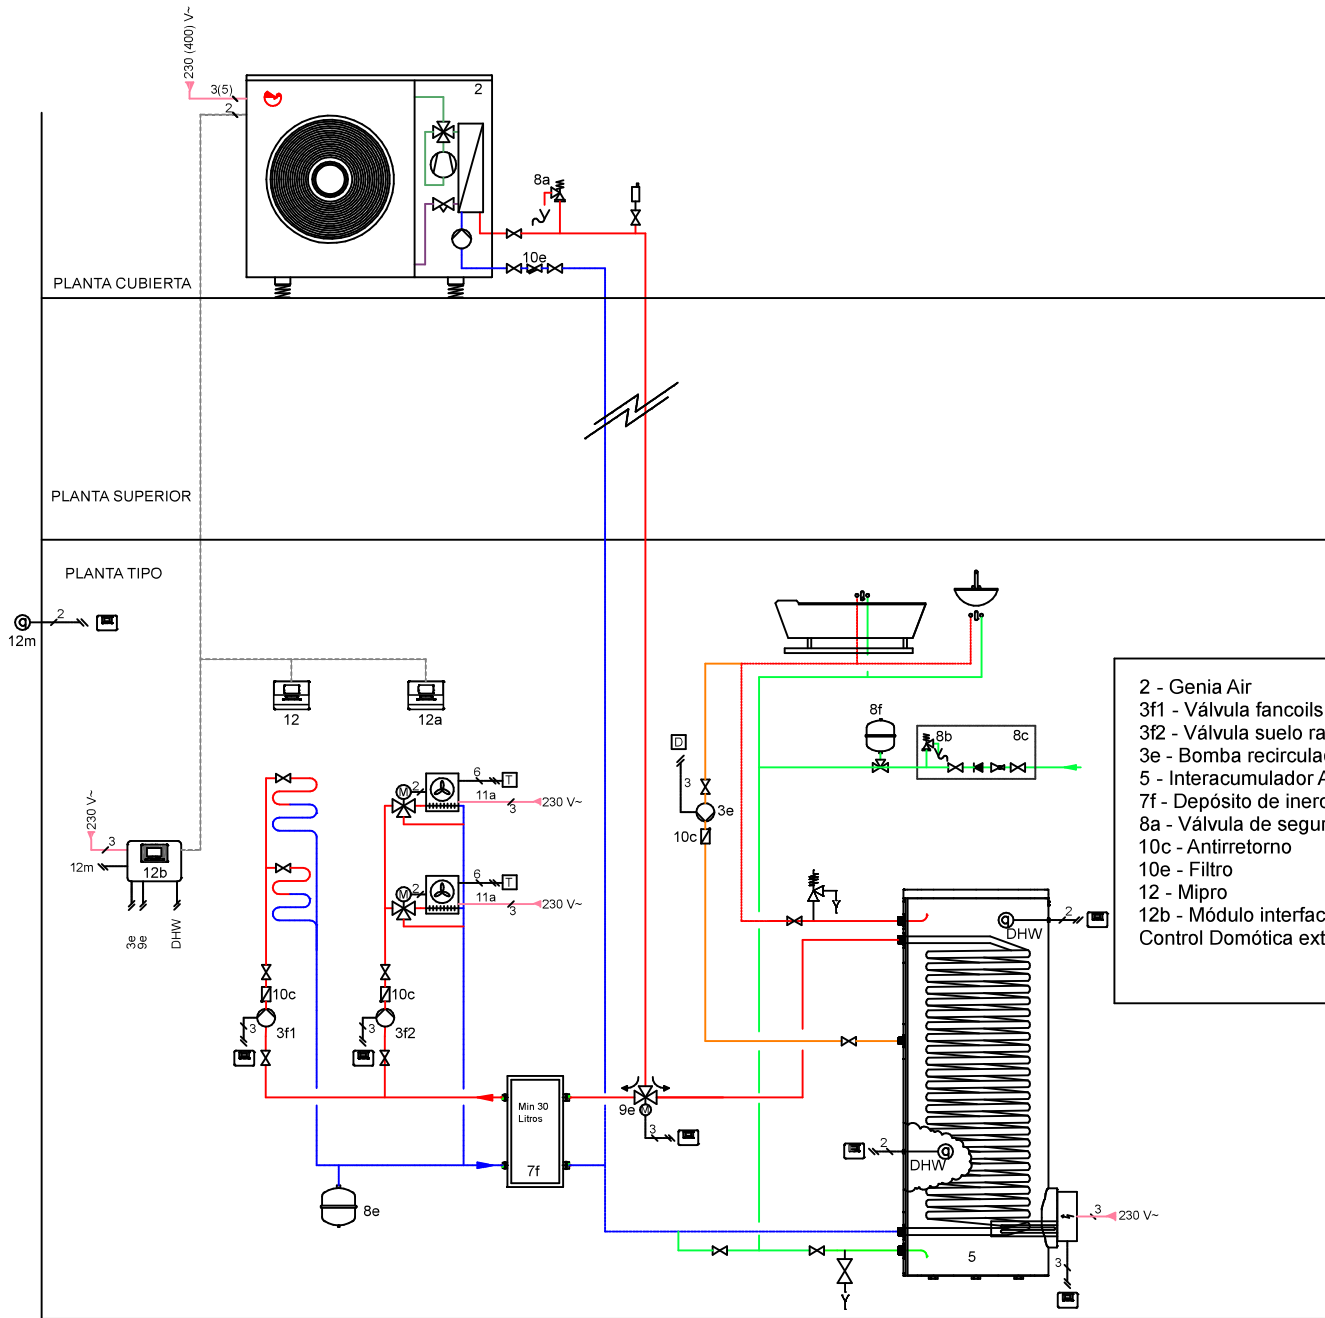 230 (400) V~
3(5)
2
2
8a
10e
PLANTA CUBIERTA
PLANTA SUPERIOR
PLANTA TIPO
2
12m
12
12a
8f
8b
8c
D
3
3e
10c
2 - Genia Air
3f1 - Válvula fancoils
3f2 - Válvula suelo ra
3e - Bomba recircula
5 - Interacumulador A
7f - Depósito de inerc
8a - Válvula de segur
10c - Antirretorno
10e - Filtro
12 - Mipro
12b - Módulo interfac
Control Domótica ext
230 V~
3
12m
12b
3e
9e
DHW
M
2
6
T
11a
3
230 V~
M
2
6
T
11a
3
230 V~
10c
10c
3
3f1
3
3f2
Min 30
Litros
7f
9e
M
3
8e
DHW
2
2
DHW
3
230 V~
3
5